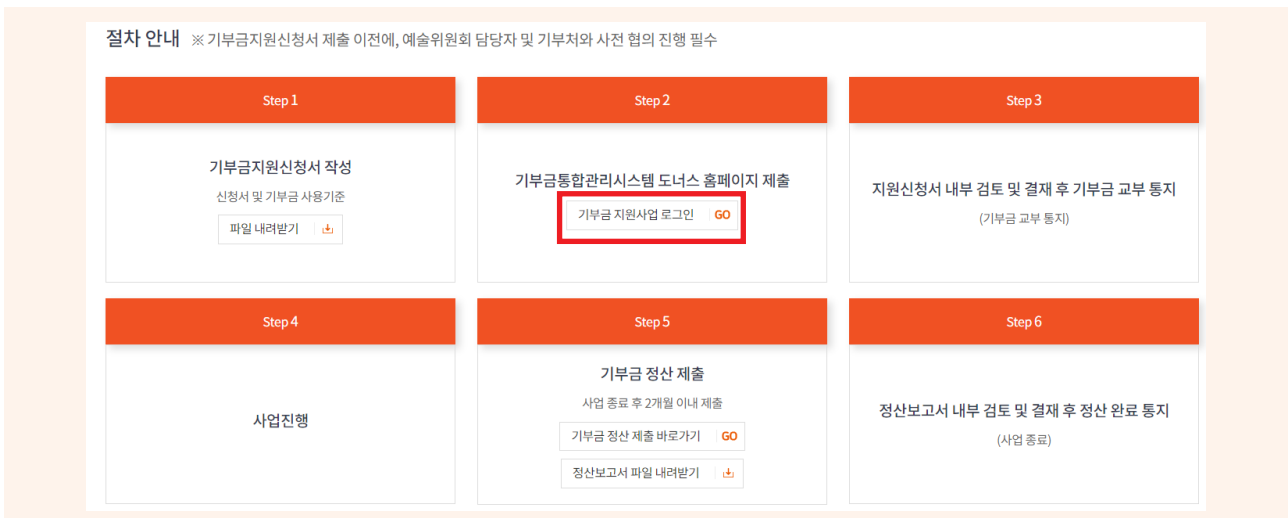 절차 안내 ※ 기부금지원신청서 제출 이전에, 예술위원회 담당자 및 기부처와 사전 협의 진행 필수
Step 1
기부금지원신청서 작성
신청서 및 기부금 사용기준
파일 내려받기
Step 2
기부금통합관리시스템 도너스 홈페이지 제출
기부금 지원사업 로그인 GO
Step 3
지원신청서 내부 검토 및 결재 후 기부금 교부 통지
(기부금 교부 통지)
Step 4
사업진행
Step 5
기부금 정산 제출
사업 종료 후 2개월 이내 제출
기부금 정산 제출 바로가기 GO
정산보고서 파일 내려받기
Step 6
정산보고서 내부 검토 및 결재 후 정산 완료 통지
(사업 종료)